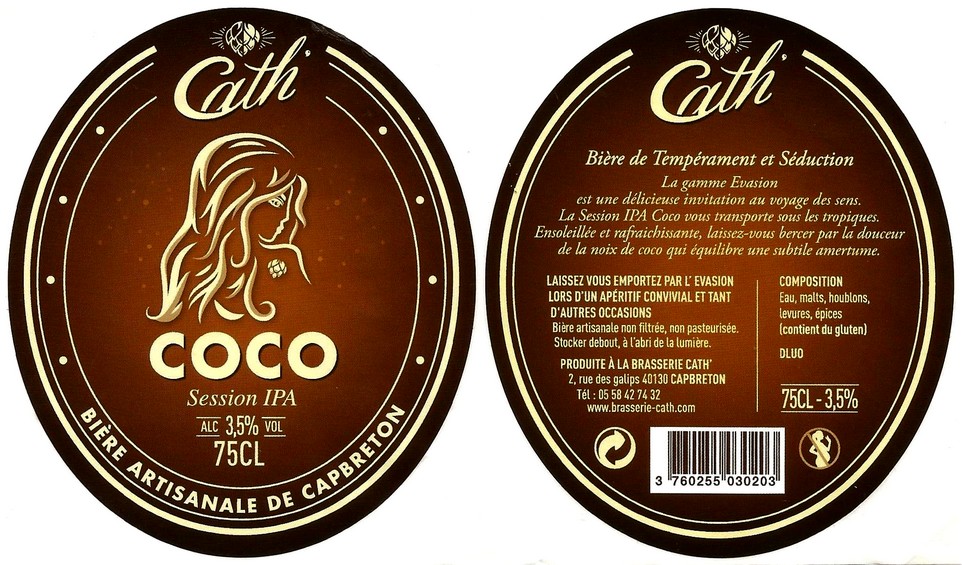 Cath'
COCO
Session IPA
ALC 3,5% VOL
75CL
BIÈRE ARTISANALE DE CAPBRETON
Cath'
Bière de Tempérament et Séduction
La gamme Evasion
est une délicieuse invitation au voyage des sens.
La Session IPA Coco vous transporte sous les tropiques.
Ensoleillée et rafraichissante, laissez-vous bercer par la douceur
de la noix de coco qui équilibre une subtile amertume.
LAISSEZ VOUS EMPORTEZ PAR L' EVASION
LORS D'UN APÉRITIF CONVIVIAL ET TANT
D'AUTRES OCCASIONS
Bière artisanale non filtrée, non pasteurisée.
Stocker debout, à l'abri de la lumière.
PRODUITE À LA BRASSERIE CATH'
2, rue des galips 40130 CAPBRETON
Tél : 05 58 42 74 32
www.brasserie-cath.com
COMPOSITION
Eau, malts, houblons,
levures, épices
(contient du gluten)
DLUO
75CL - 3,5%
3 760255 030203